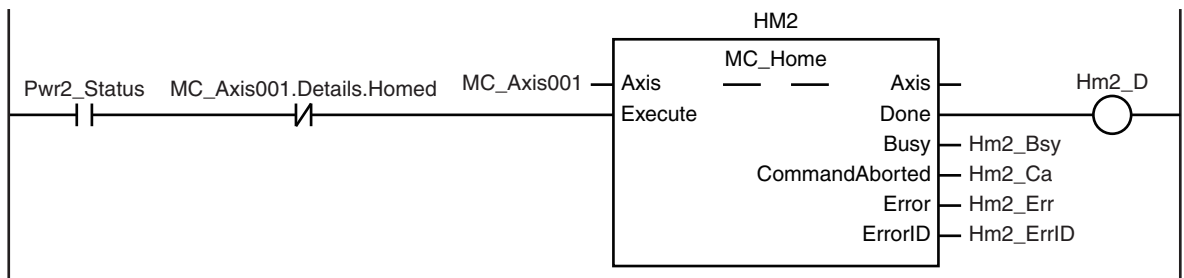 HM2
MC_Home
Pwr2_Status MC_Axis001.Details.Homed MC_Axis001 Axis Axis Hm2_D
Execute Done
Busy Hm2_Bsy
CommandAborted Hm2_Ca
Error Hm2_Err
ErrorID Hm2_ErrID